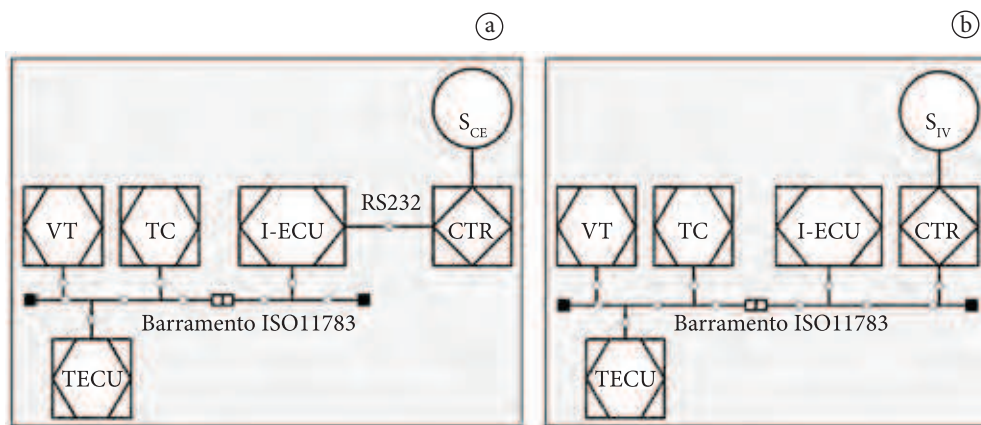 a
S_CE
RS232
VT TC I-ECU CTR
Barramento ISO11783
TECU
b
S_IV
VT TC I-ECU CTR
Barramento ISO11783
TECU